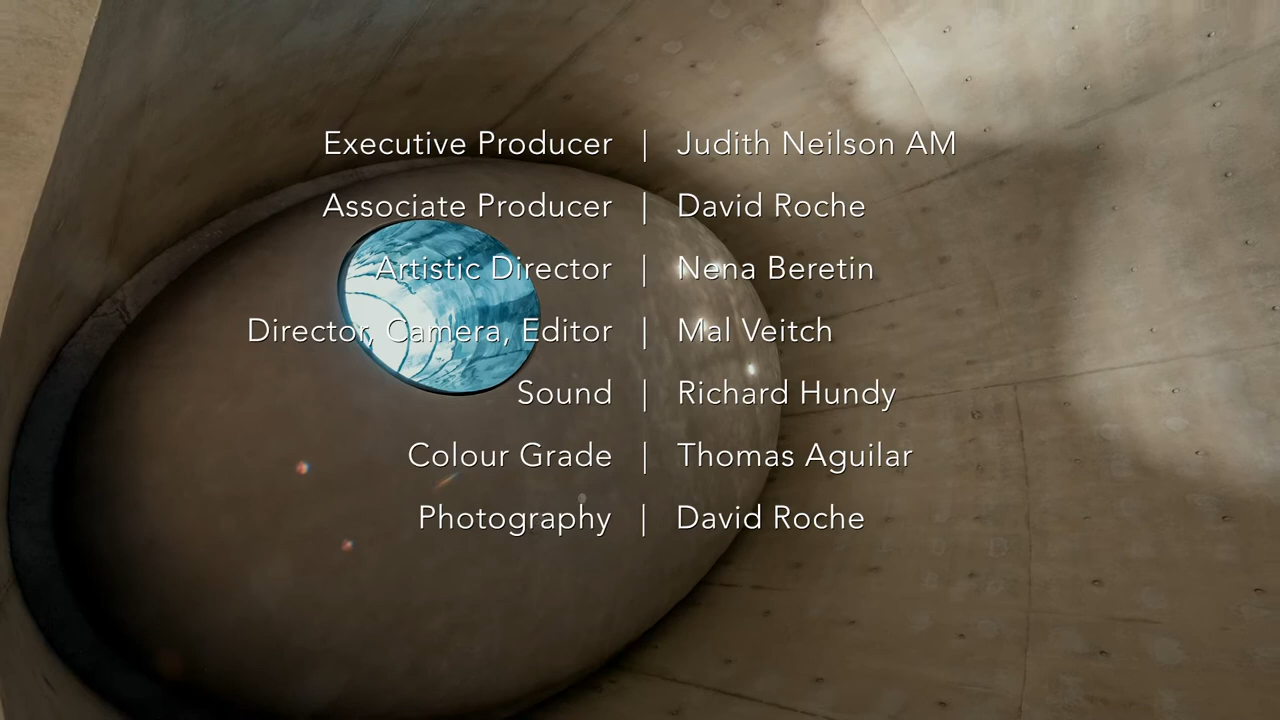 Executive Producer | Judith Neilson AM
Associate Producer | David Roche
Artistic Director | Nena Beretin
Director, Camera, Editor | Mal Veitch
Sound | Richard Hundy
Colour Grade | Thomas Aguilar
Photography | David Roche